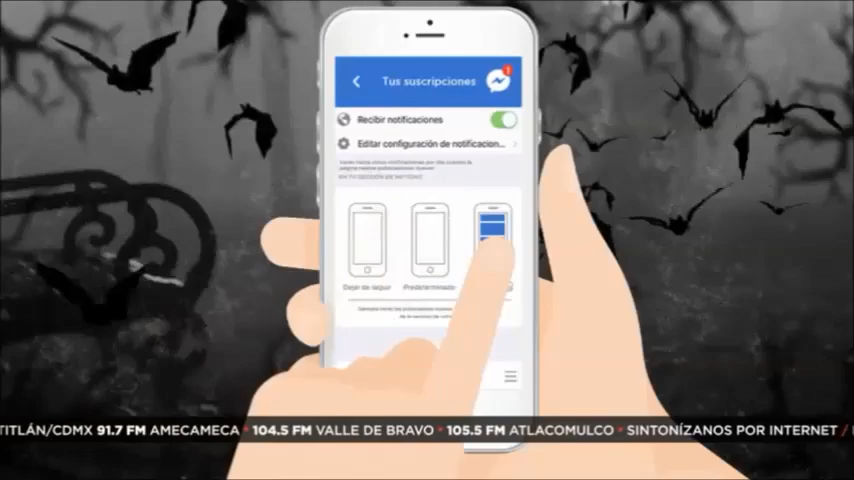 Tus suscripciones
1
Recibir notificaciones
Editar configuración de notificacion...
Dejar de seguir
Predeterminado
TITLÁN/CDMX 91.7 FM AMECAMECA * 104.5 FM VALLE DE BRAVO * 105.5 FM ATLACOMULCO * SINTONÍZANOS POR INTERNET /